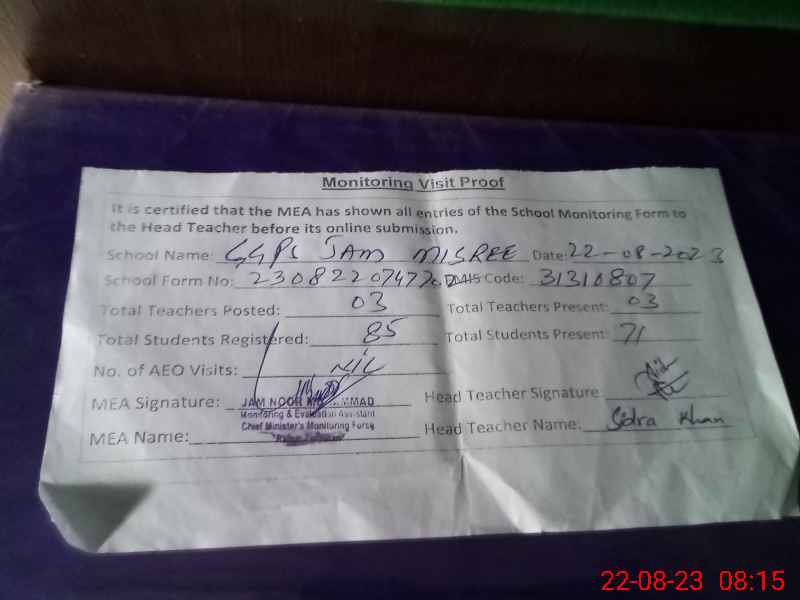 Monitoring Visit Proof
It is certified that the MEA has shown all entries of the School Monitoring Form to
the Head Teacher before its online submission.
School Name: GGPS JAM MISREE Date: 22-08-2023
School Form No: EMIS Code: 31310807
Total Teachers Posted: 03 Total Teachers Present: 03
Total Students Registered: 85 Total Students Present: 71
No. of AEO Visits: NIL
MEA Signature: Head Teacher Signature:
JAM NOOR MUHAMMAD
Monitoring & Evaluation Assistant
Chief Minister's Monitoring Force
MEA Name: Head Teacher Name: Sidra Khan
22-08-23 08:15